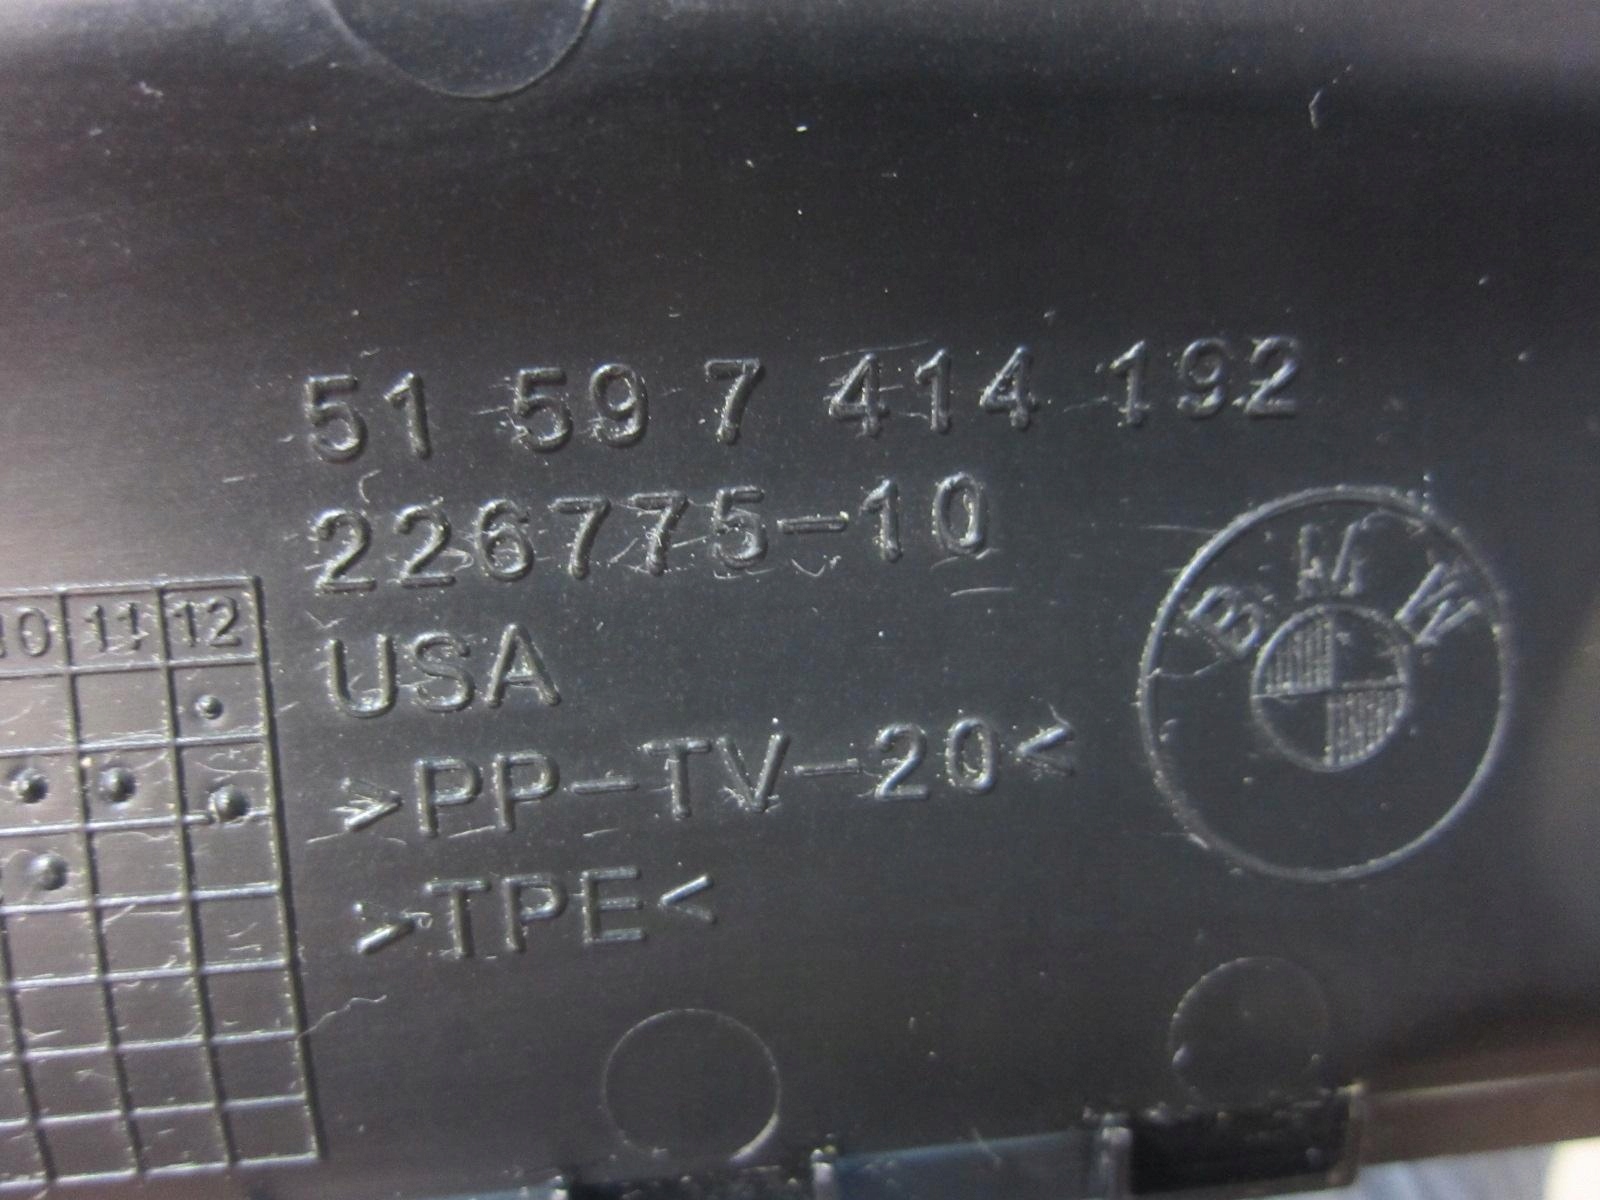 51 59 7 414 192
226775-10
USA
>PP-TV-20<
>TPE<
10 11 12
BMW